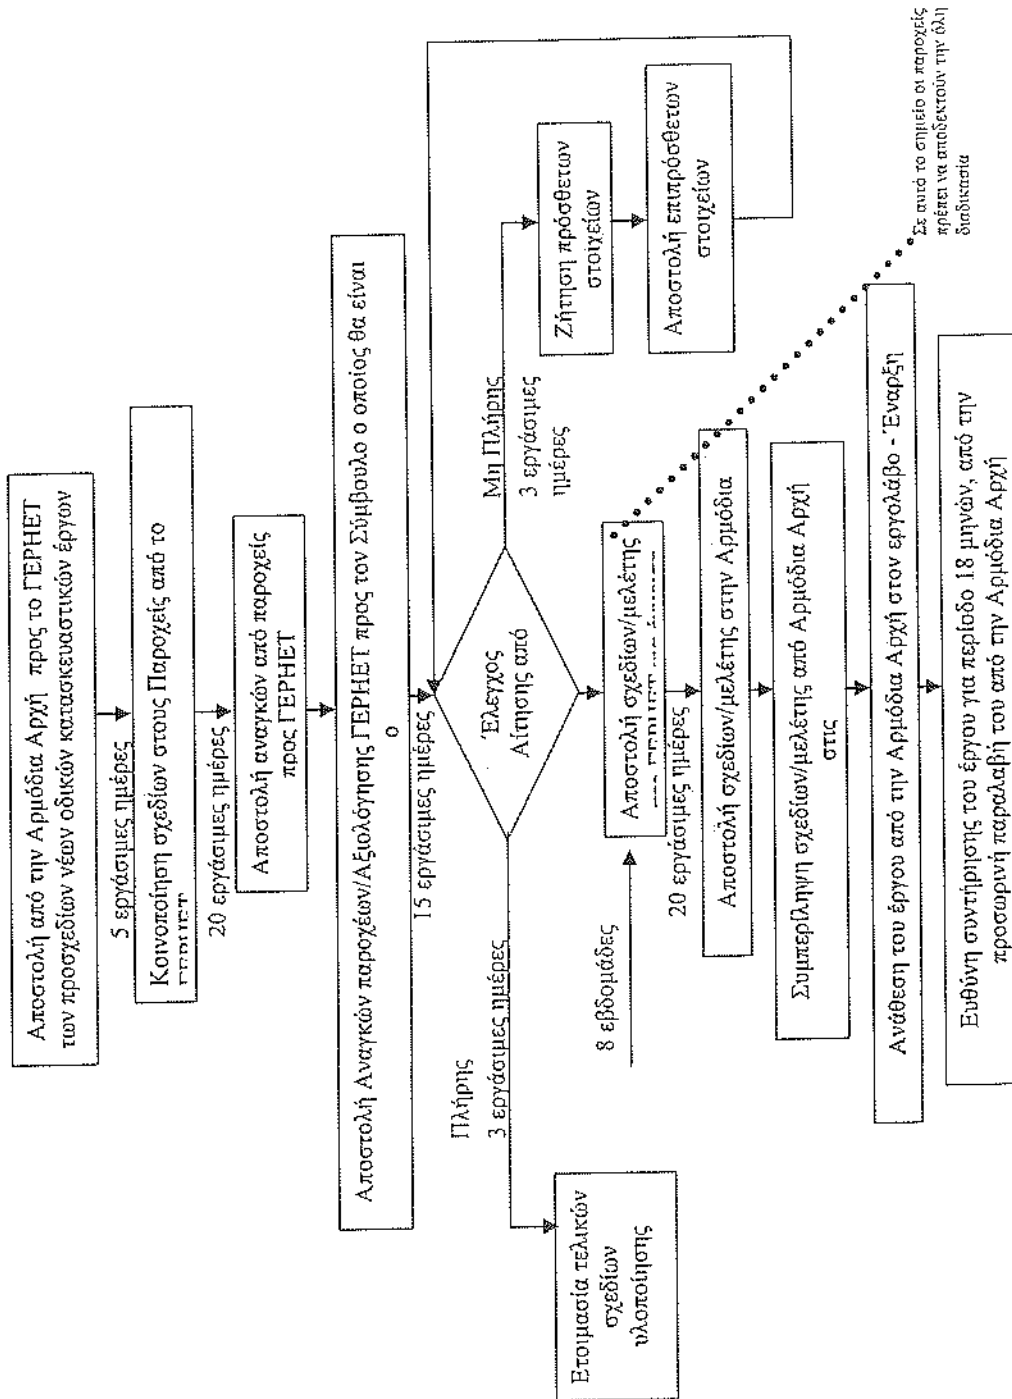 Αποστολή από την Αρμόδια Αρχή προς το ΓΕΡΗΕΤ
των προσχεδίων νέων οδικών κατασκευαστικών έργων
5 εργάσιμες ημέρες
Κοινοποίηση σχεδίων στους Παροχείς από το
20 εργάσιμες ημέρες
Αποστολή αναγκών από παροχείς
προς ΓΕΡΗΕΤ
Αποστολή Αναγκών παροχέων/Αξιολόγησης ΓΕΡΗΕΤ προς τον Σύμβουλο ο οποίος θα είναι
ο
15 εργάσιμες ημέρες
Έλεγχος
Αίτησης από
Μη Πλήρης
3 εργάσιμες
ημέρες
Ζήτηση πρόσθετων
στοιχείων
Αποστολή επιπρόσθετων
στοιχείων
Πλήρης
3 εργάσιμες ημέρες
Ετοιμασία τελικών
σχεδίων
υλοποίησης
8 εβδομάδες
Αποστολή σχεδίων/μελέτης
20 εργάσιμες ημέρες
Αποστολή σχεδίων/μελέτης στην Αρμόδια
Συμπερίληψη σχεδίων/μελέτης από Αρμόδια Αρχή
στις
Ανάθεση του έργου από την Αρμόδια Αρχή στον εργολάβο - Έναρξη
Ευθύνη συντήρησης του έργου για περίοδο 18 μηνών, από την
προσωρινή παραλαβή του από την Αρμόδια Αρχή
Σε αυτό το σημείο οι παροχείς
πρέπει να αποδεκτούν την όλη
διαδικασία